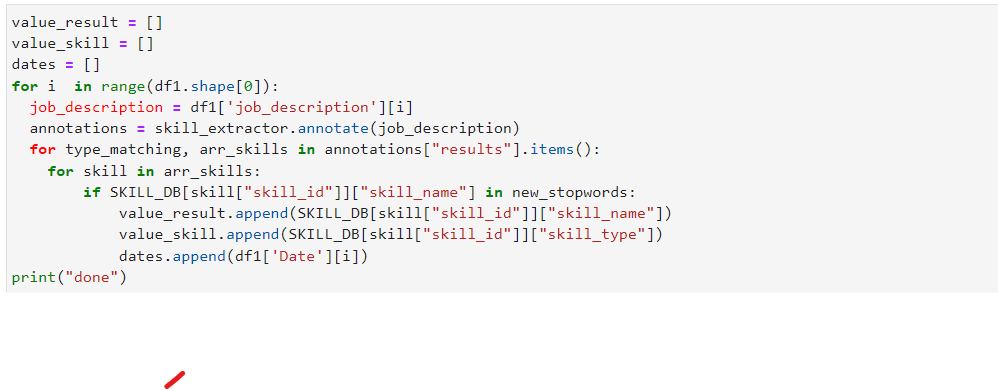 value_result = []
value_skill = []
dates = []
for i  in range(df1.shape[0]):
  job_description = df1['job_description'][i]
  annotations = skill_extractor.annotate(job_description)
  for type_matching, arr_skills in annotations["results"].items():
    for skill in arr_skills:
        if SKILL_DB[skill["skill_id"]]["skill_name"] in new_stopwords:
            value_result.append(SKILL_DB[skill["skill_id"]]["skill_name"])
            value_skill.append(SKILL_DB[skill["skill_id"]]["skill_type"])
            dates.append(df1['Date'][i])
print("done")